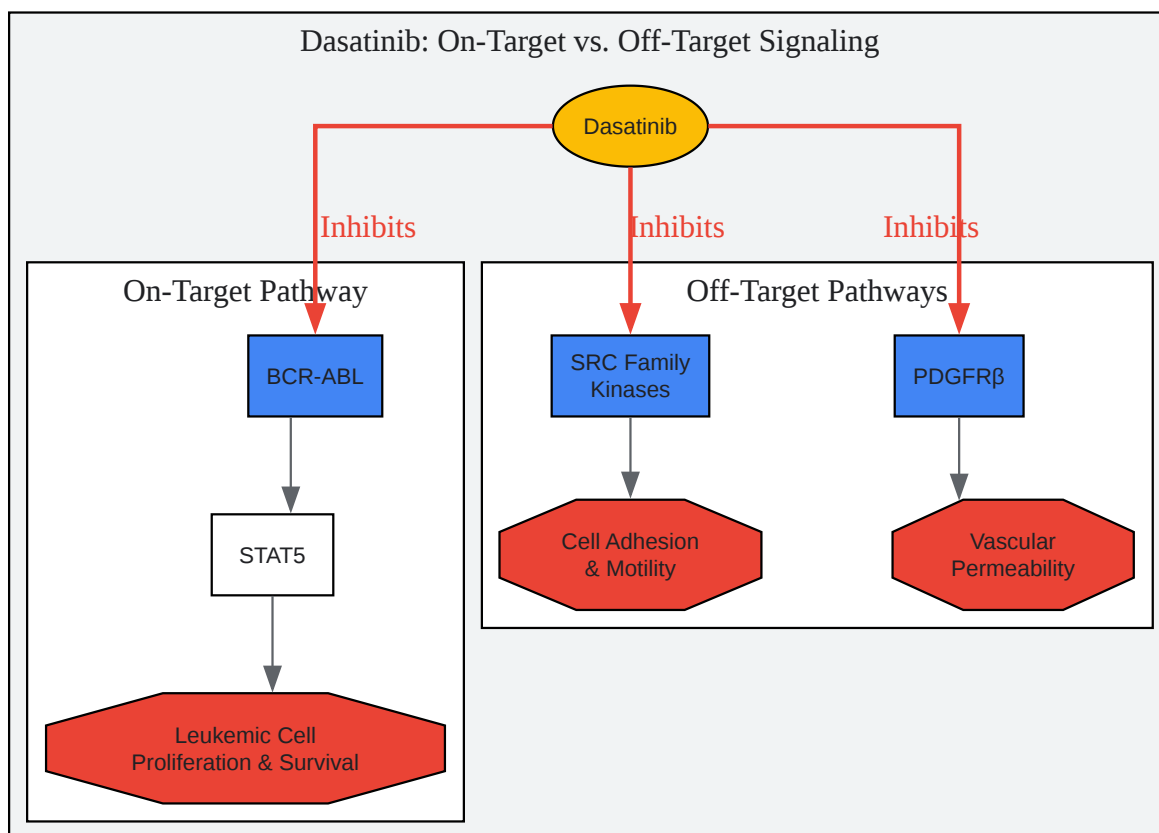 Dasatinib: On-Target vs. Off-Target Signaling
Dasatinib
Inhibits
Inhibits
Inhibits
On-Target Pathway
Off-Target Pathways
BCR-ABL
SRC Family
Kinases
PDGFRβ
STAT5
Cell Adhesion
& Motility
Vascular
Permeability
Leukemic Cell
Proliferation & Survival